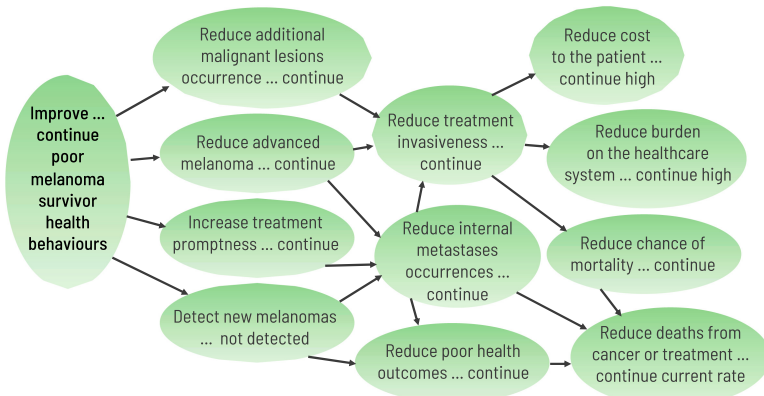 Improve ...
continue
poor
melanoma
survivor
health
behaviours
Reduce additional
malignant lesions
occurrence ... continue
Reduce advanced
melanoma ... continue
Increase treatment
promptness ... continue
Detect new melanomas
... not detected
Reduce treatment
invasiveness ...
continue
Reduce internal
metastases
occurrences ...
continue
Reduce poor health
outcomes ... continue
Reduce cost
to the patient ...
continue high
Reduce burden
on the healthcare
system ... continue high
Reduce chance of
mortality ... continue
Reduce deaths from
cancer or treatment ...
continue current rate